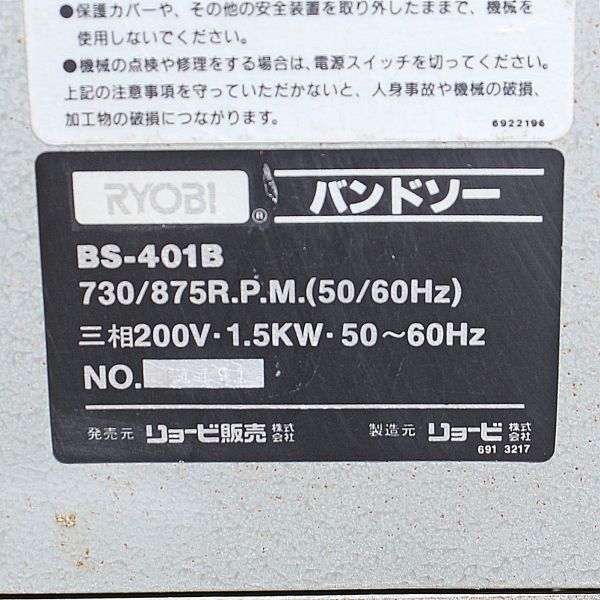 ●保護カバーや、その他の安全装置を取り外したままで、機械を
使用しないでください。
●機械の点検や修理をする場合は、電源スイッチを切ってください。
上記の注意事項を守っていただかないと、人身事故や機械の破損、
加工物の破損につながります。
6922196
RYOBI ® バンドソー
BS-401B
730/875R.P.M.(50/60Hz)
三相200V·1.5KW·50~60Hz
NO.
発売元 リョービ販売株式会社 製造元 リョービ株式会社
691 3217